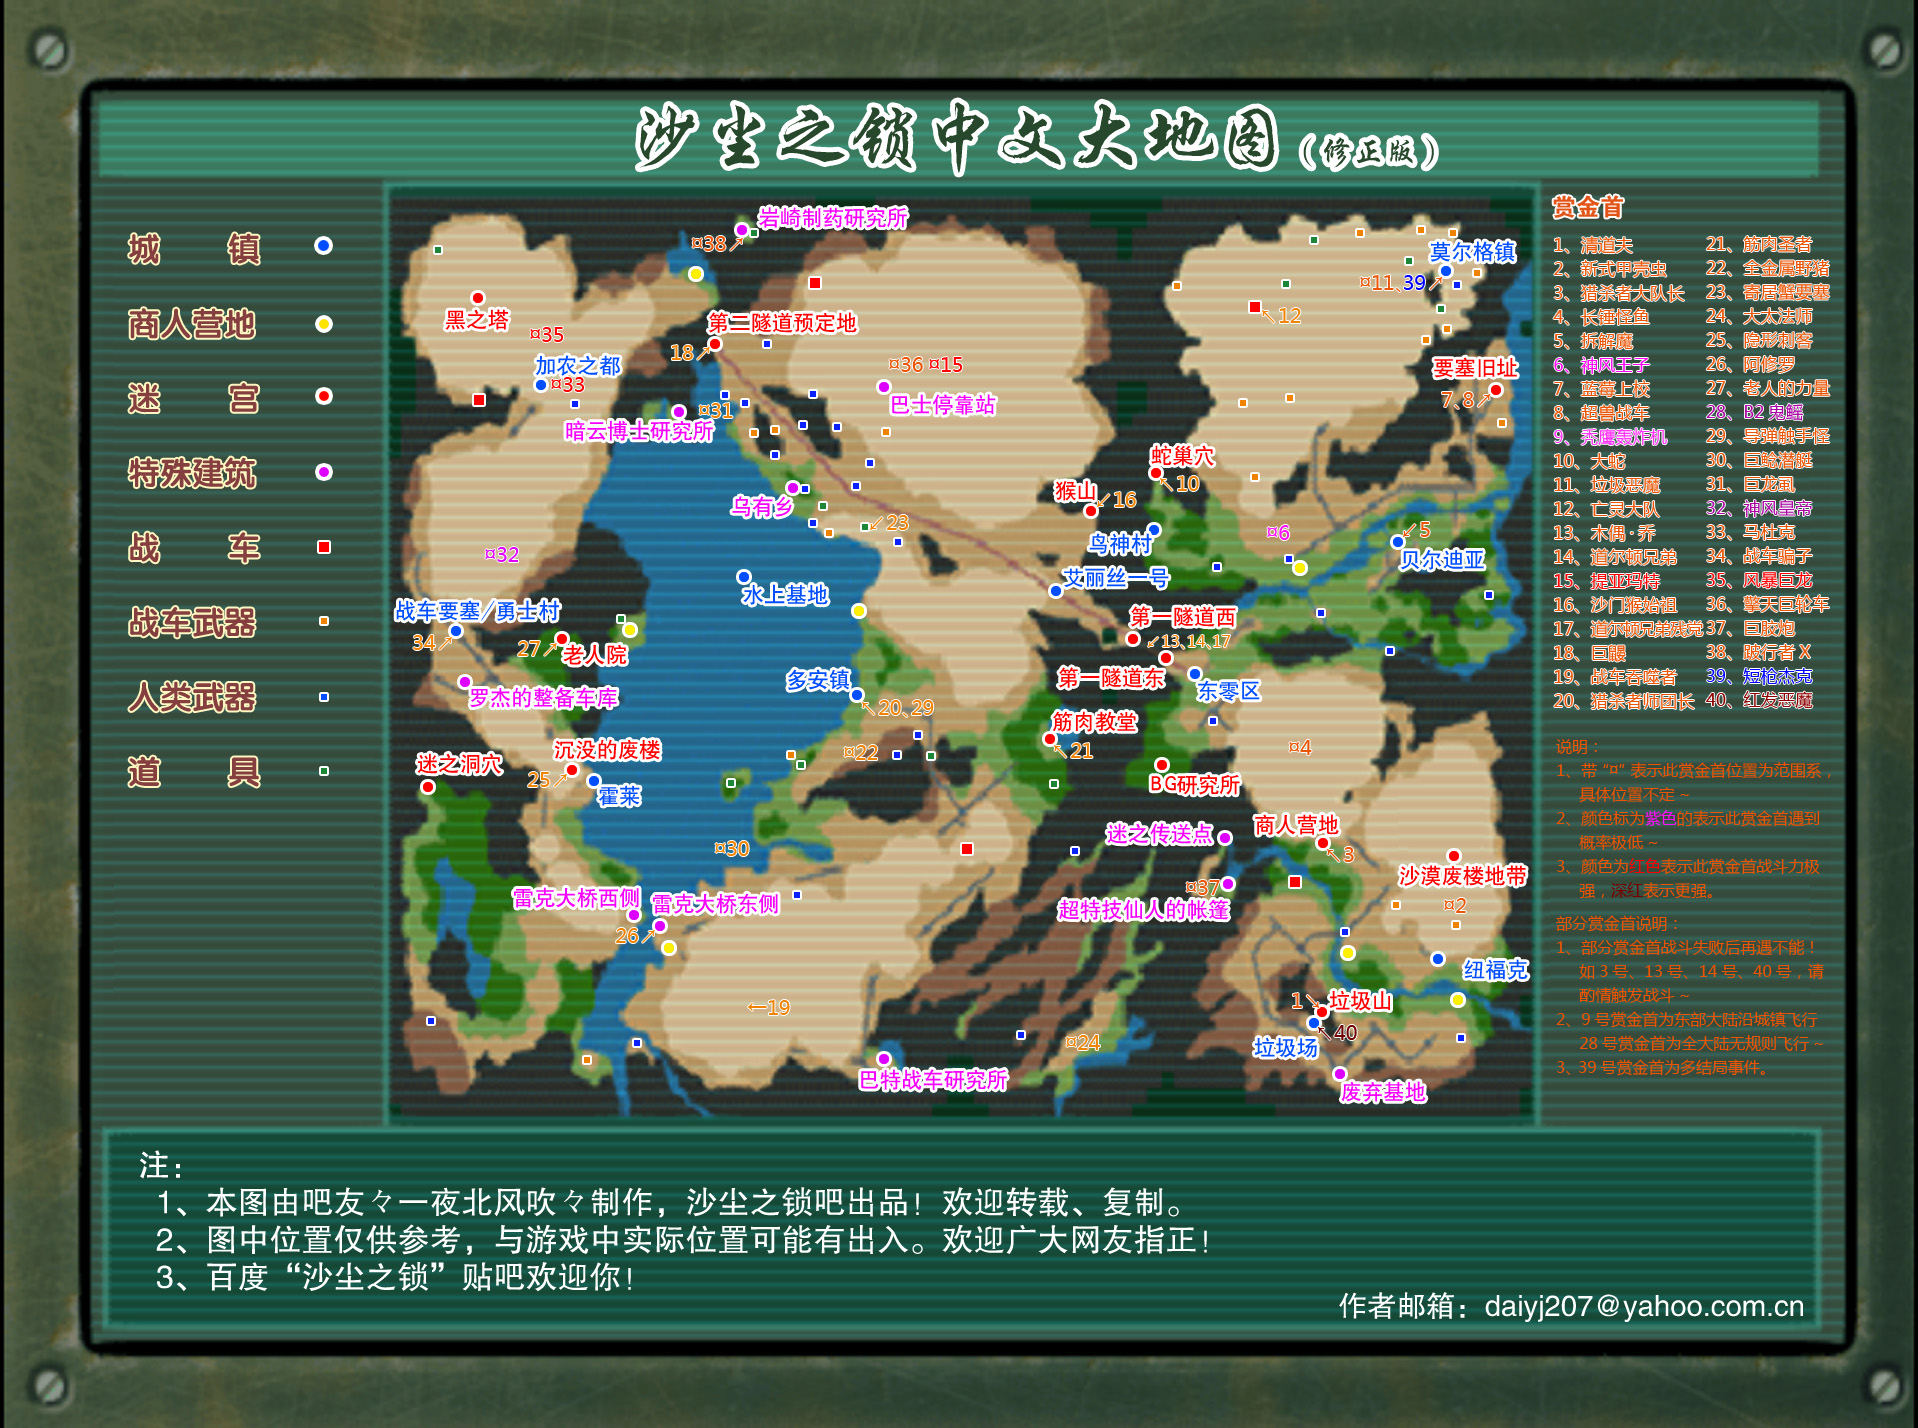 沙尘之锁中文大地图（修正版）
城镇
商人营地
迷宫
特殊建筑
战车
战车武器
人类武器
道具
岩崎制药研究所
¤38↗
黑之塔
¤35
加农之都
¤33
第二隧道预定地
18↗
¤31
暗云博士研究所
¤36 ¤15
巴士停靠站
乌有乡
↙23
莫尔格镇
¤11、39↗
↖12
要塞旧址
7、8↗
蛇巢穴
↖10
猴山
↙16
鸟神村
¤6
↙5
贝尔迪亚
艾丽丝一号
第一隧道西
↙13、14、17
第一隧道东
东零区
¤32
战车要塞／勇士村
34↗
27↗
老人院
罗杰的整备车库
水上基地
多安镇
↖20、29
¤22
筋肉教堂
↖21
¤4
BG研究所
沉没的废楼
25↗
霍莱
迷之洞穴
¤30
迷之传送点
商人营地
↖3
沙漠废楼地带
¤2
¤37
超特技仙人的帐篷
雷克大桥西侧
雷克大桥东侧
26↗
←19
纽福克
1↘
垃圾山
↖40
垃圾场
¤24
巴特战车研究所
废弃基地
赏金首
1、清道夫
2、新式甲壳虫
3、猎杀者大队长
4、长锤怪鱼
5、拆解魔
6、神风王子
7、蓝莓上校
8、超兽战车
9、秃鹰轰炸机
10、大蛇
11、垃圾恶魔
12、亡灵大队
13、木偶·乔
14、道尔顿兄弟
15、提亚玛特
16、沙门猴始祖
17、道尔顿兄弟残党
18、巨鼹
19、战车吞噬者
20、猎杀者师团长
21、筋肉圣者
22、全金属野猪
23、寄居蟹要塞
24、大太法师
25、隐形刺客
26、阿修罗
27、老人的力量
28、B2鬼鳐
29、导弹触手怪
30、巨鲶潜艇
31、巨龙虱
32、神风皇帝
33、马杜克
34、战车骗子
35、风暴巨龙
36、擎天巨轮车
37、巨胶炮
38、跛行者X
39、短枪杰克
40、红发恶魔
说明：
1、带“¤”表示此赏金首位置为范围系，
具体位置不定～
2、颜色标为紫色的表示此赏金首遇到
概率极低～
3、颜色为红色表示此赏金首战斗力极
强，深红表示更强。
部分赏金首说明：
1、部分赏金首战斗失败后再遇不能！
如3号、13号、14号、40号，请
酌情触发战斗～
2、9号赏金首为东部大陆沿城镇飞行
28号赏金首为全大陆无规则飞行～
3、39号赏金首为多结局事件。
注：
1、本图由吧友々一夜北风吹々制作，沙尘之锁吧出品！欢迎转载、复制。
2、图中位置仅供参考，与游戏中实际位置可能有出入。欢迎广大网友指正！
3、百度“沙尘之锁”贴吧欢迎你！
作者邮箱：daiyj207@yahoo.com.cn